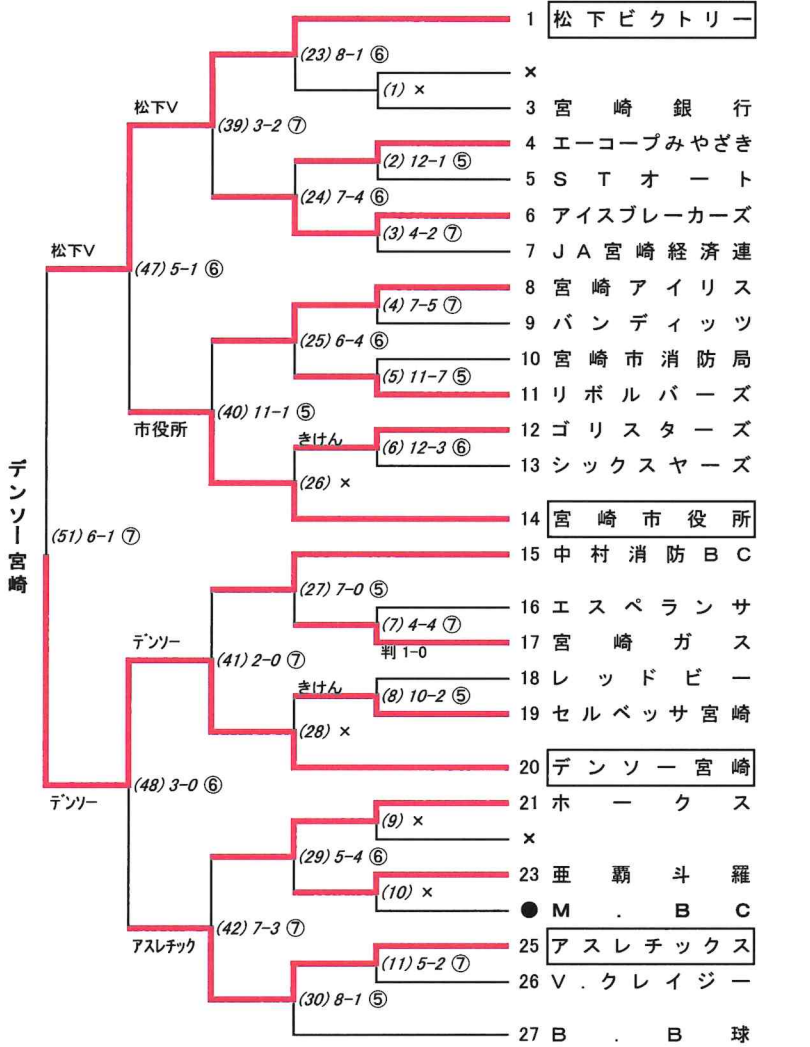 1 松下ビクトリー
(23) 8-1 ⑥
×
(1) ×
松下V
3 宮崎銀行
(39) 3-2 ⑦
4 エーコープみやざき
(2) 12-1 ⑤
5 STオート
(24) 7-4 ⑥
6 アイスブレーカーズ
(3) 4-2 ⑦
松下V
7 JA宮崎経済連
(47) 5-1 ⑥
8 宮崎アイリス
(4) 7-5 ⑦
9 バンディッツ
(25) 6-4 ⑥
10 宮崎市消防局
(5) 11-7 ⑤
11 リボルバーズ
(40) 11-1 ⑤
市役所
12 ゴリスターズ
きけん
(6) 12-3 ⑥
13 シックスヤーズ
(26) ×
デンソー宮崎
14 宮崎市役所
(51) 6-1 ⑦
15 中村消防BC
(27) 7-0 ⑤
16 エスペランサ
(7) 4-4 ⑦
デンソー
17 宮崎ガス
判 1-0
(41) 2-0 ⑦
18 レッドビー
きけん
(8) 10-2 ⑤
19 セルベッサ宮崎
(28) ×
20 デンソー宮崎
(48) 3-0 ⑥
デンソー
21 ホークス
(9) ×
×
(29) 5-4 ⑥
23 亜覇斗羅
(10) ×
● M.BC
(42) 7-3 ⑦
アスレチック
25 アスレチックス
(11) 5-2 ⑦
26 V.クレイジー
(30) 8-1 ⑤
27 B.B球